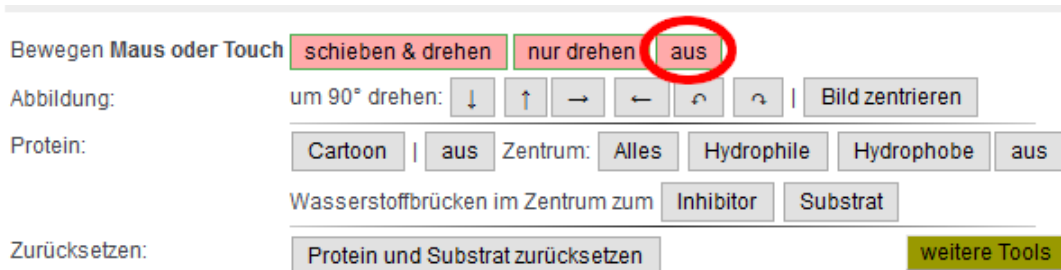 Bewegen Maus oder Touch schieben & drehen nur drehen aus
Abbildung: um 90° drehen: ↓ ↑ → ← ↶ ↷ | Bild zentrieren
Protein: Cartoon | aus Zentrum: Alles Hydrophile Hydrophobe aus
Wasserstoffbrücken im Zentrum zum Inhibitor Substrat
Zurücksetzen: Protein und Substrat zurücksetzen weitere Tools